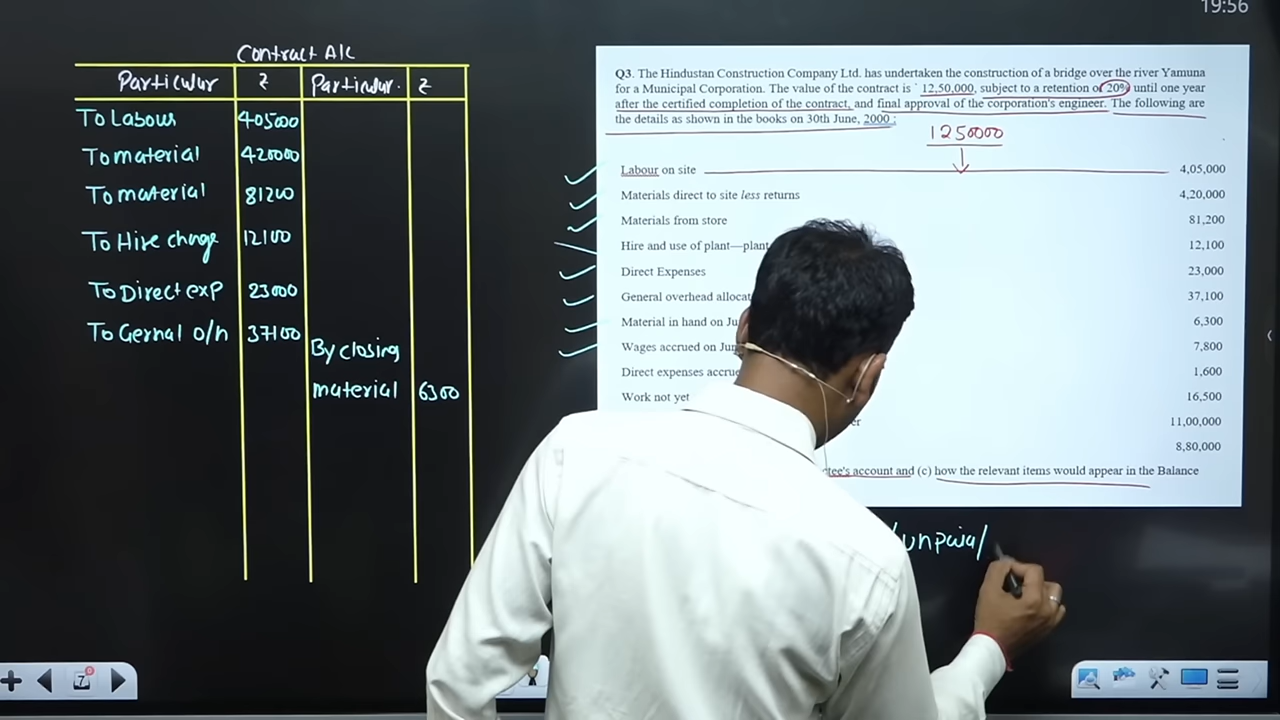 19:56
Contract A/c
Particular ₹ Particular. ₹
To Labour 405000
To material 420000
To material 81200
To Hire charge 12100
To Direct exp 23000
To Gernal o/h 37100
By closing
material 6300
Q3. The Hindustan Construction Company Ltd. has undertaken the construction of a bridge over the river Yamuna
for a Municipal Corporation. The value of the contract is ` 12,50,000, subject to a retention of 20% until one year
after the certified completion of the contract, and final approval of the corporation's engineer. The following are
the details as shown in the books on 30th June, 2000 :
1250000
Labour on site 4,05,000
Materials direct to site less returns 4,20,000
Materials from store 81,200
Hire and use of plant—plant 12,100
Direct Expenses 23,000
General overhead allocat 37,100
Material in hand on Ju 6,300
Wages accrued on Jun 7,800
Direct expenses accrue 1,600
Work not yet 16,500
er 11,00,000
8,80,000
tee's account and (c) how the relevant items would appear in the Balance
/unpaid/
7